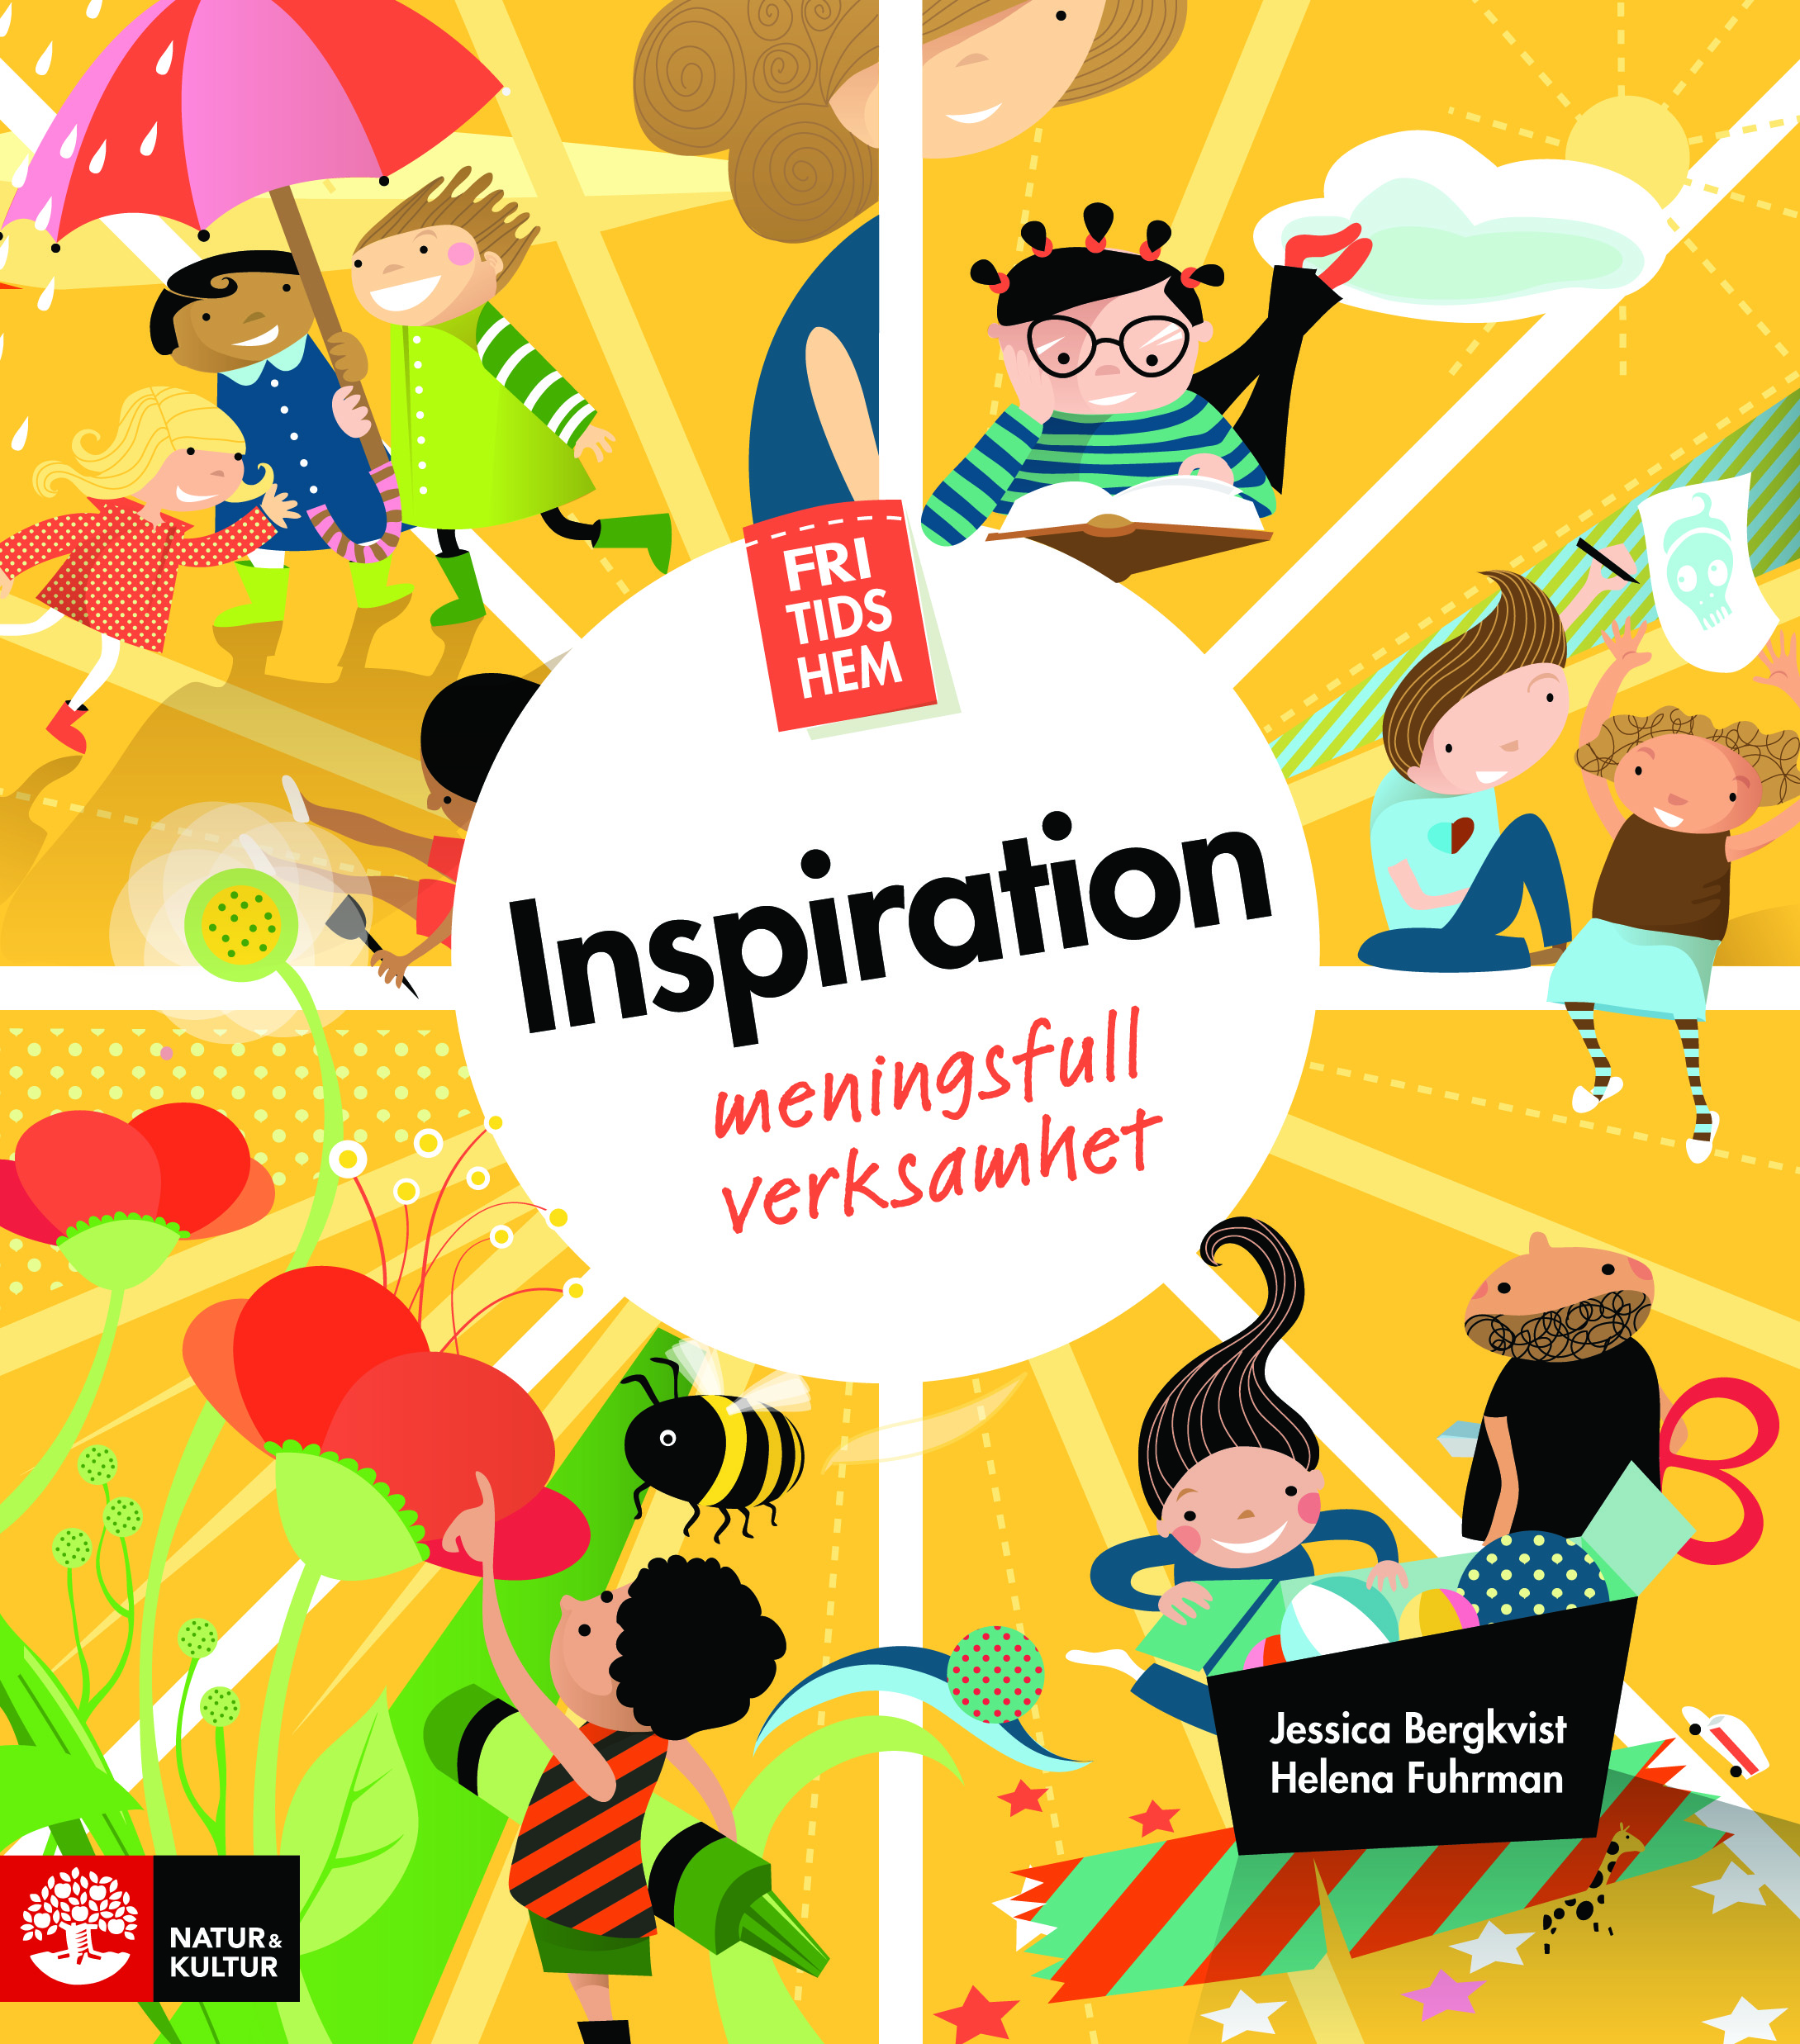 FRI
TIDS
HEM
Inspiration
meningsfull
verksamhet
Jessica Bergkvist
Helena Fuhrman
NATUR &
KULTUR